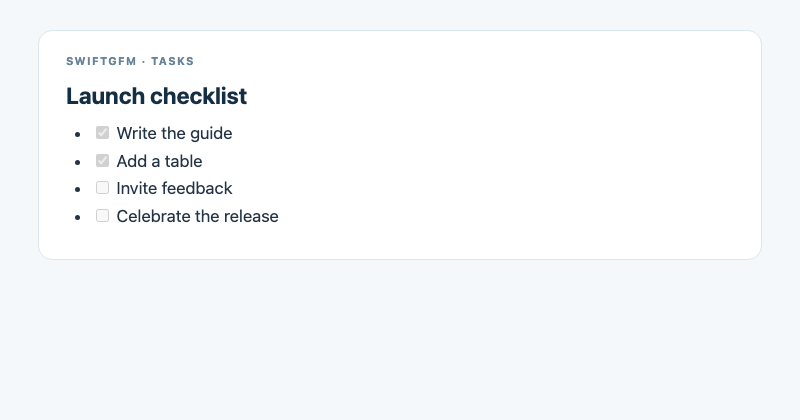 SWIFTGFM · TASKS
Launch checklist
Write the guide
Add a table
Invite feedback
Celebrate the release